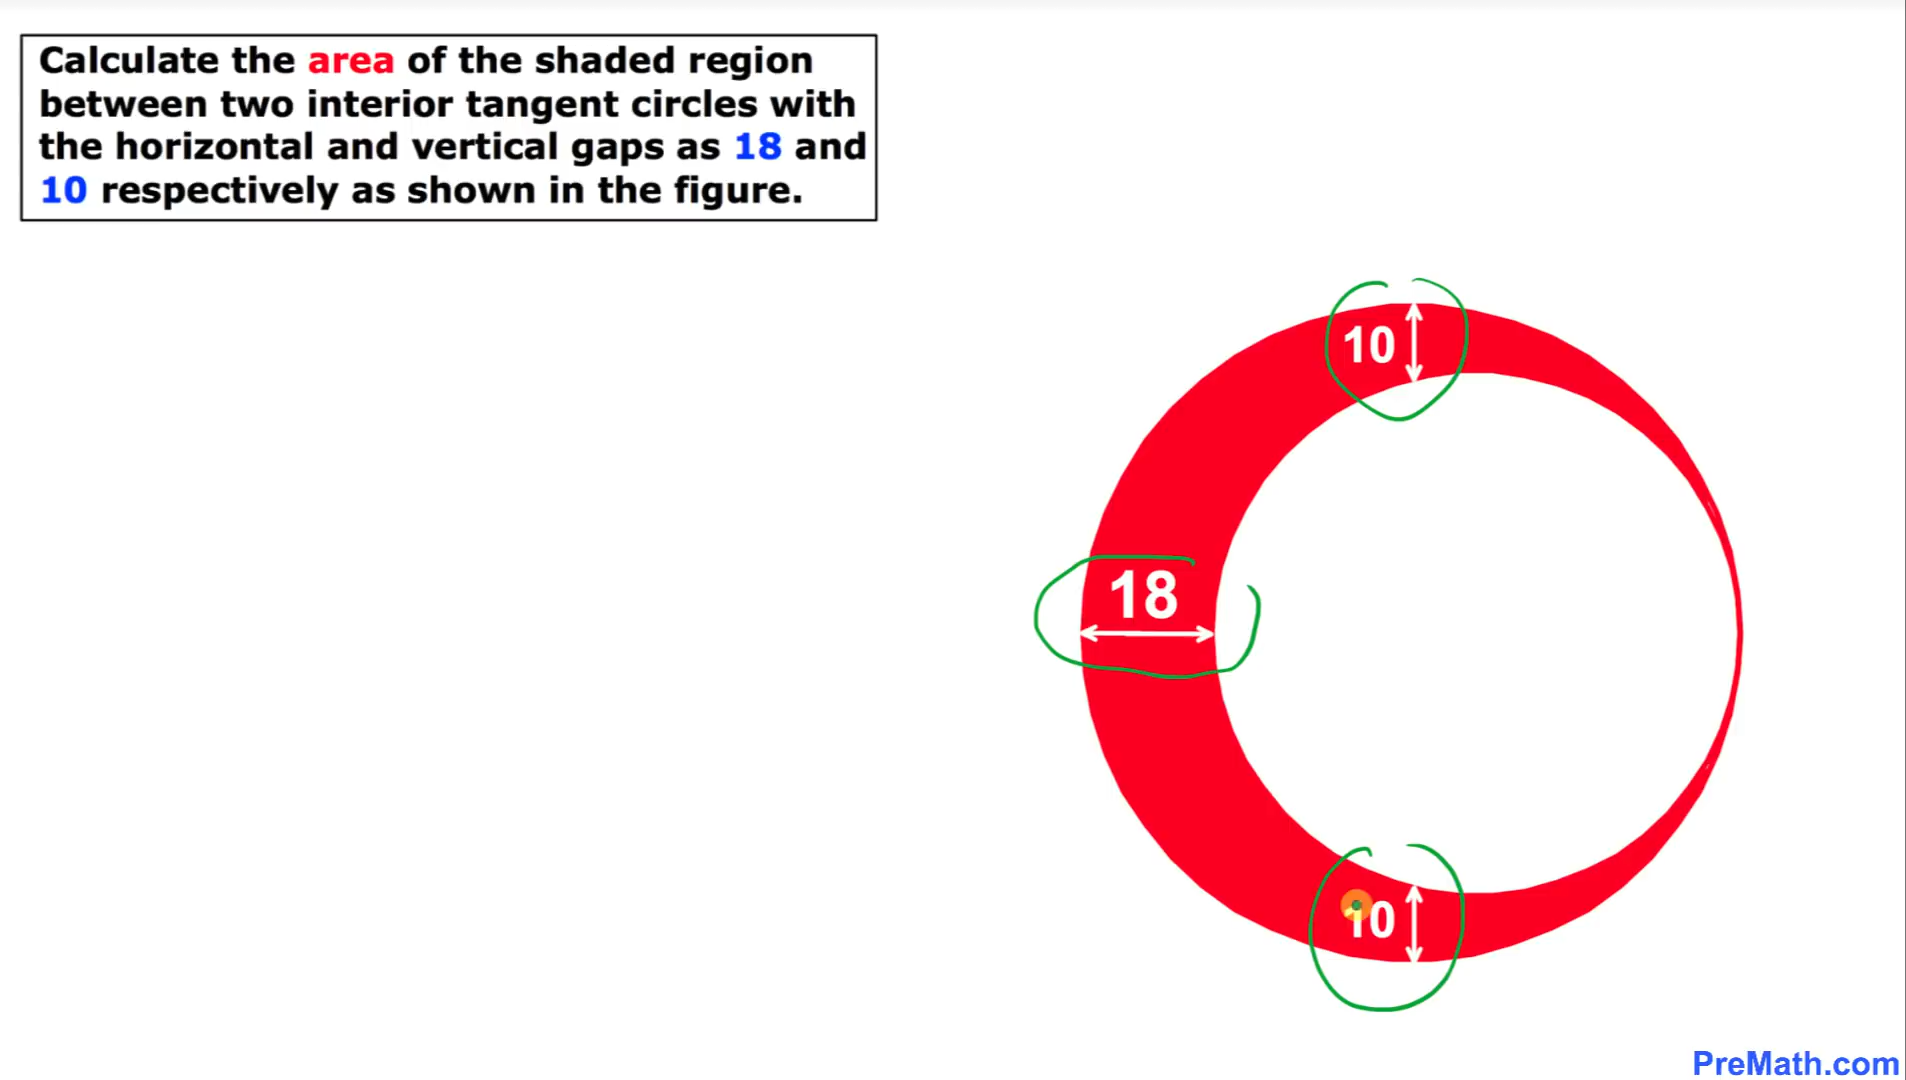 Calculate the area of the shaded region
between two interior tangent circles with
the horizontal and vertical gaps as 18 and
10 respectively as shown in the figure.
10
18
10
PreMath.com